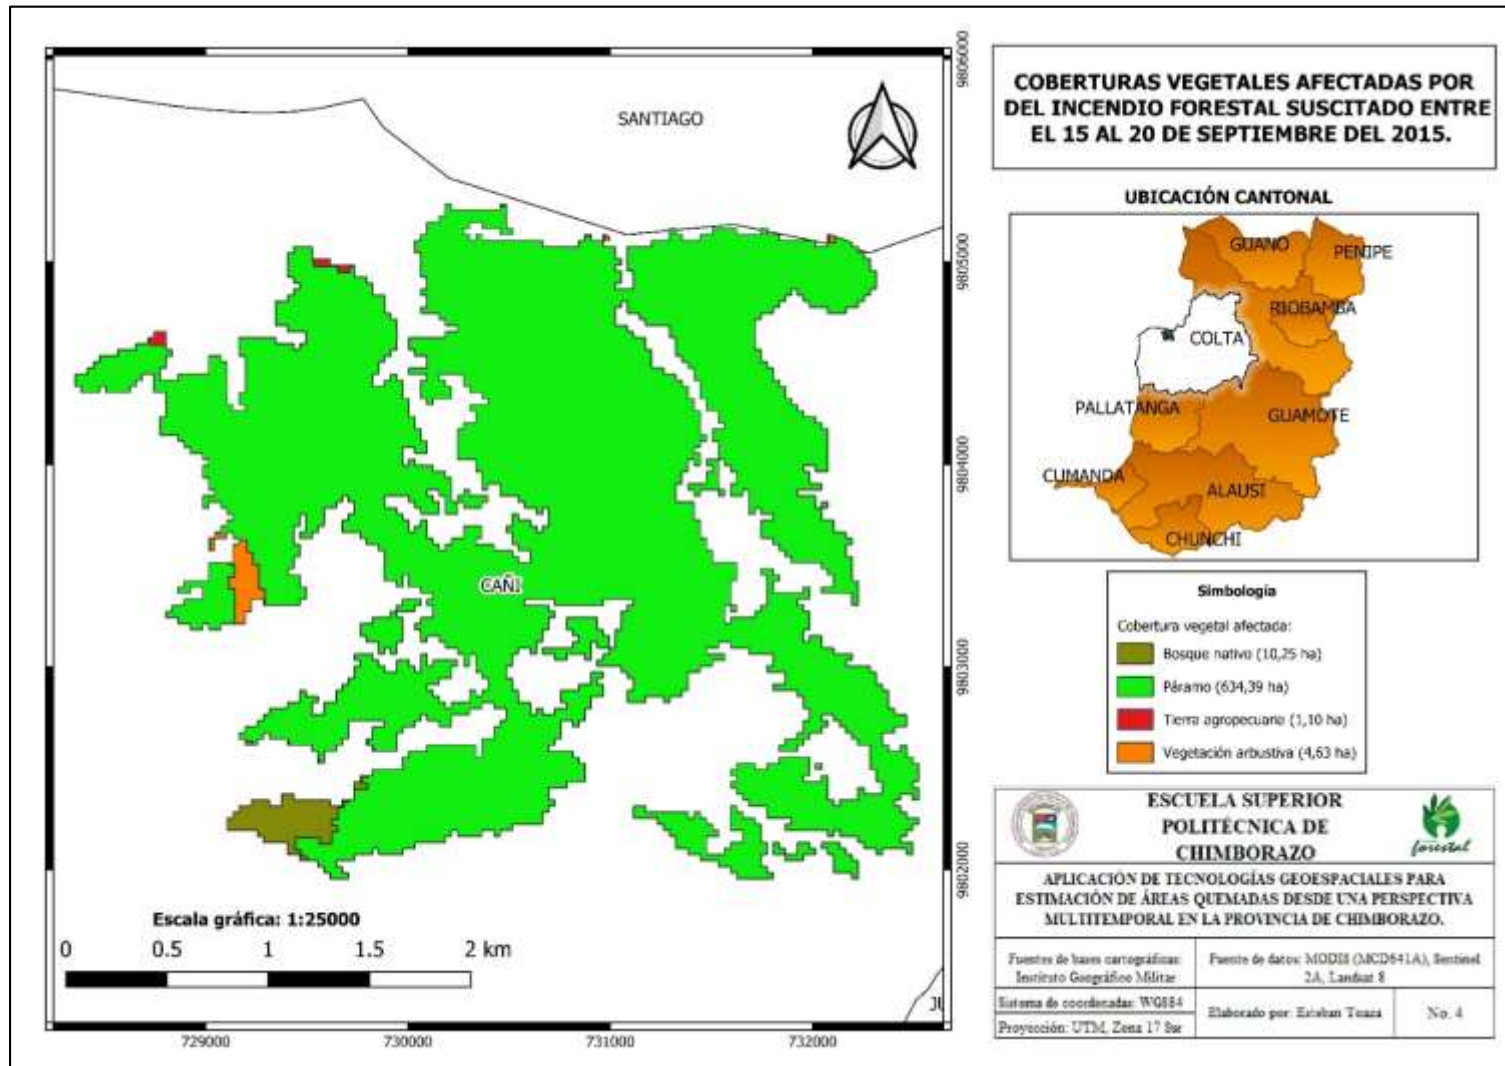 SANTIAGO
CAÑI
JU
9806000
9805000
9804000
9803000
9802000
729000
730000
731000
732000
Escala gráfica: 1:25000
0 0.5 1 1.5 2 km
COBERTURAS VEGETALES AFECTADAS POR
DEL INCENDIO FORESTAL SUSCITADO ENTRE
EL 15 AL 20 DE SEPTIEMBRE DEL 2015.
UBICACIÓN CANTONAL
GUANO
PENIPE
RIOBAMBA
COLTA
PALLATANGA
GUAMOTE
CUMANDA
ALAUSI
CHUNCHI
Simbología
Cobertura vegetal afectada:
Bosque nativo (10,25 ha)
Páramo (634,39 ha)
Tierra agropecuaria (1,10 ha)
Vegetación arbustiva (4,63 ha)
ESCUELA SUPERIOR
POLITÉCNICA DE
CHIMBORAZO
forestal
APLICACIÓN DE TECNOLOGÍAS GEOESPACIALES PARA
ESTIMACIÓN DE ÁREAS QUEMADAS DESDE UNA PERSPECTIVA
MULTITEMPORAL EN LA PROVINCIA DE CHIMBORAZO.
Fuentes de bases cartográficas:
Instituto Geográfico Militar
Fuente de datos: MODIS (MCD641A), Sentinel
2A, Landsat 8
Sistema de coordenadas: WGS84
Proyección: UTM, Zona 17 Sur
Elaborado por: Esteban Toaza
No. 4